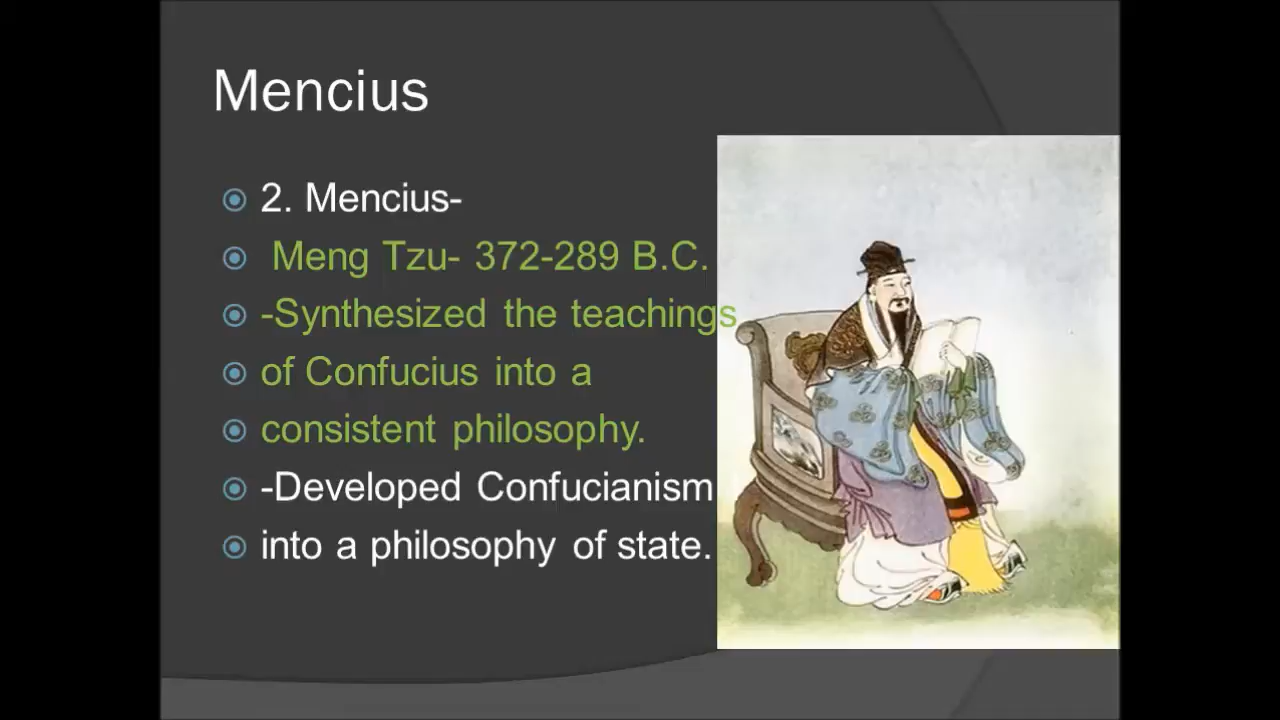 Mencius
2. Mencius-
Meng Tzu- 372-289 B.C.
-Synthesized the teachings
of Confucius into a
consistent philosophy.
-Developed Confucianism
into a philosophy of state.